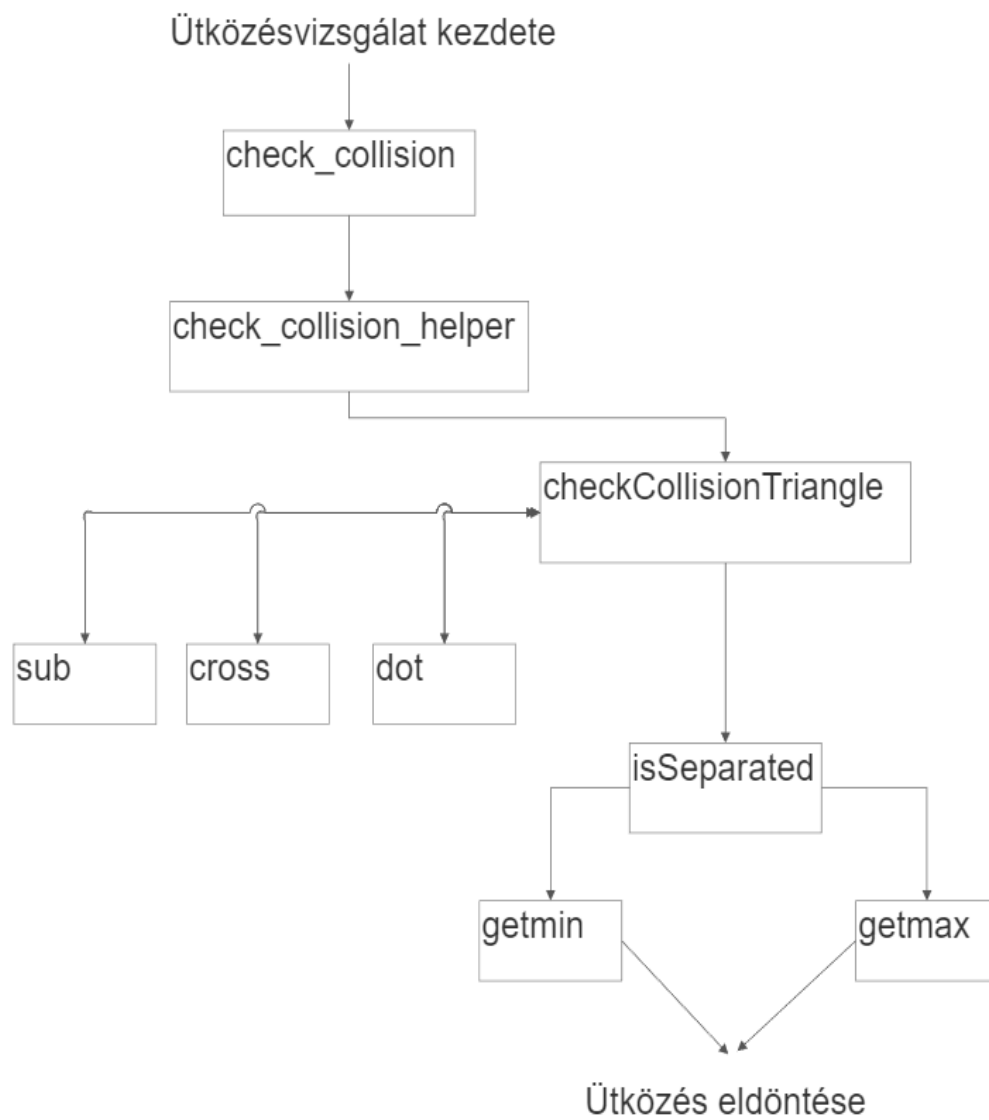 Ütközésvizsgálat kezdete
check_collision
check_collision_helper
checkCollisionTriangle
sub
cross
dot
isSeparated
getmin
getmax
Ütközés eldöntése